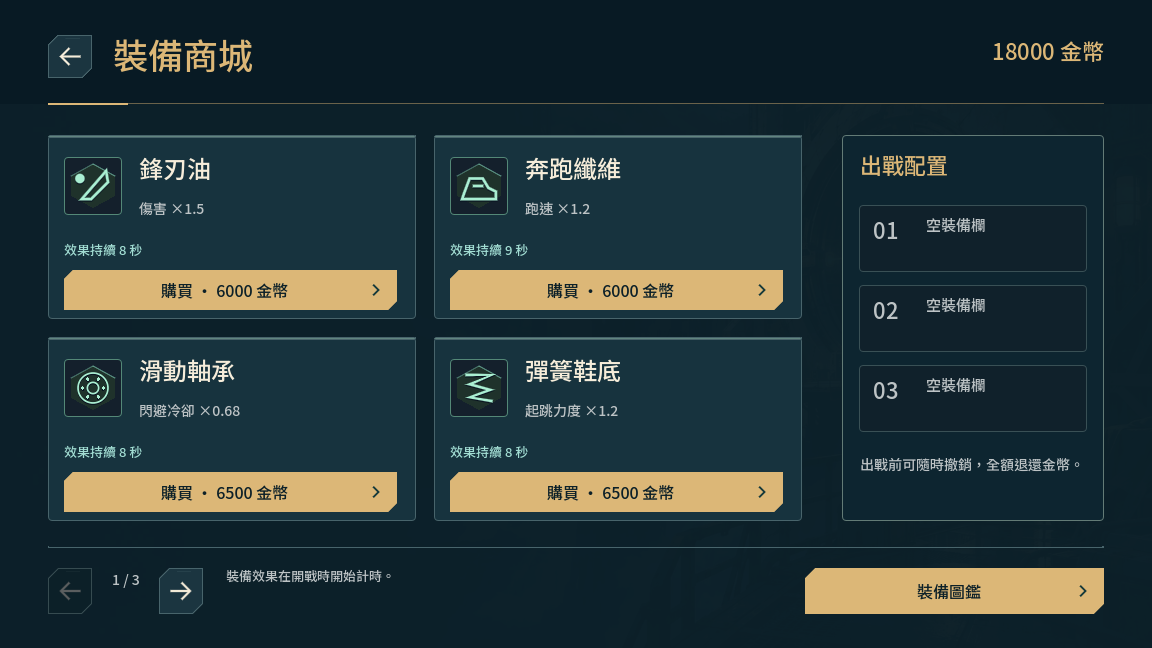 裝備商城
18000 金幣
鋒刃油
傷害 ×1.5
效果持續 8 秒
購買 • 6000 金幣
奔跑纖維
跑速 ×1.2
效果持續 9 秒
購買 • 6000 金幣
滑動軸承
閃避冷卻 ×0.68
效果持續 8 秒
購買 • 6500 金幣
彈簧鞋底
起跳力度 ×1.2
效果持續 8 秒
購買 • 6500 金幣
出戰配置
01 空裝備欄
02 空裝備欄
03 空裝備欄
出戰前可隨時撤銷，全額退還金幣。
1 / 3
裝備效果在開戰時開始計時。
裝備圖鑑